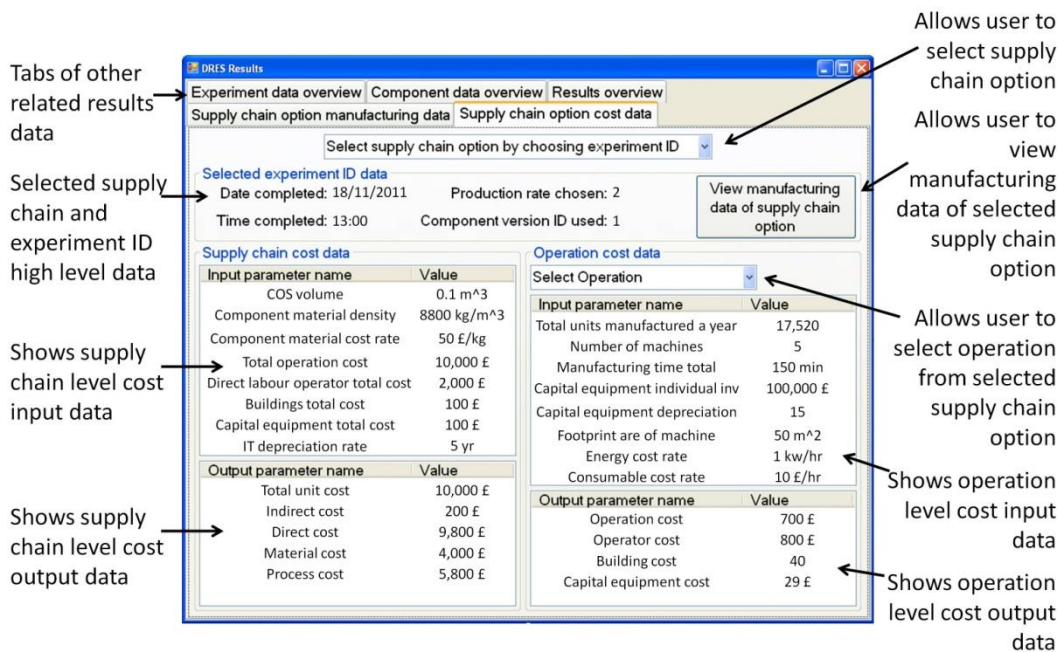 Allows user to
select supply
chain option
Tabs of other
related results
data
DRES Results
Experiment data overview Component data overview Results overview
Supply chain option manufacturing data Supply chain option cost data
Select supply chain option by choosing experiment ID
Allows user to
view
manufacturing
data of selected
supply chain
option
Selected supply
chain and
experiment ID
high level data
Selected experiment ID data
Date completed: 18/11/2011 Production rate chosen: 2
Time completed: 13:00 Component version ID used: 1
View manufacturing
data of supply chain
option
Supply chain cost data
Input parameter name Value
COS volume 0.1 m^3
Component material density 8800 kg/m^3
Component material cost rate 50 £/kg
Total operation cost 10,000 £
Direct labour operator total cost 2,000 £
Buildings total cost 100 £
Capital equipment total cost 100 £
IT depreciation rate 5 yr
Shows supply
chain level cost
input data
Output parameter name Value
Total unit cost 10,000 £
Indirect cost 200 £
Direct cost 9,800 £
Material cost 4,000 £
Process cost 5,800 £
Shows supply
chain level cost
output data
Operation cost data
Select Operation
Input parameter name Value
Total units manufactured a year 17,520
Number of machines 5
Manufacturing time total 150 min
Capital equipment individual inv 100,000 £
Capital equipment depreciation 15
Footprint are of machine 50 m^2
Energy cost rate 1 kw/hr
Consumable cost rate 10 £/hr
Allows user to
select operation
from selected
supply chain
option
Shows operation
level cost input
data
Output parameter name Value
Operation cost 700 £
Operator cost 800 £
Building cost 40
Capital equipment cost 29 £
Shows operation
level cost output
data